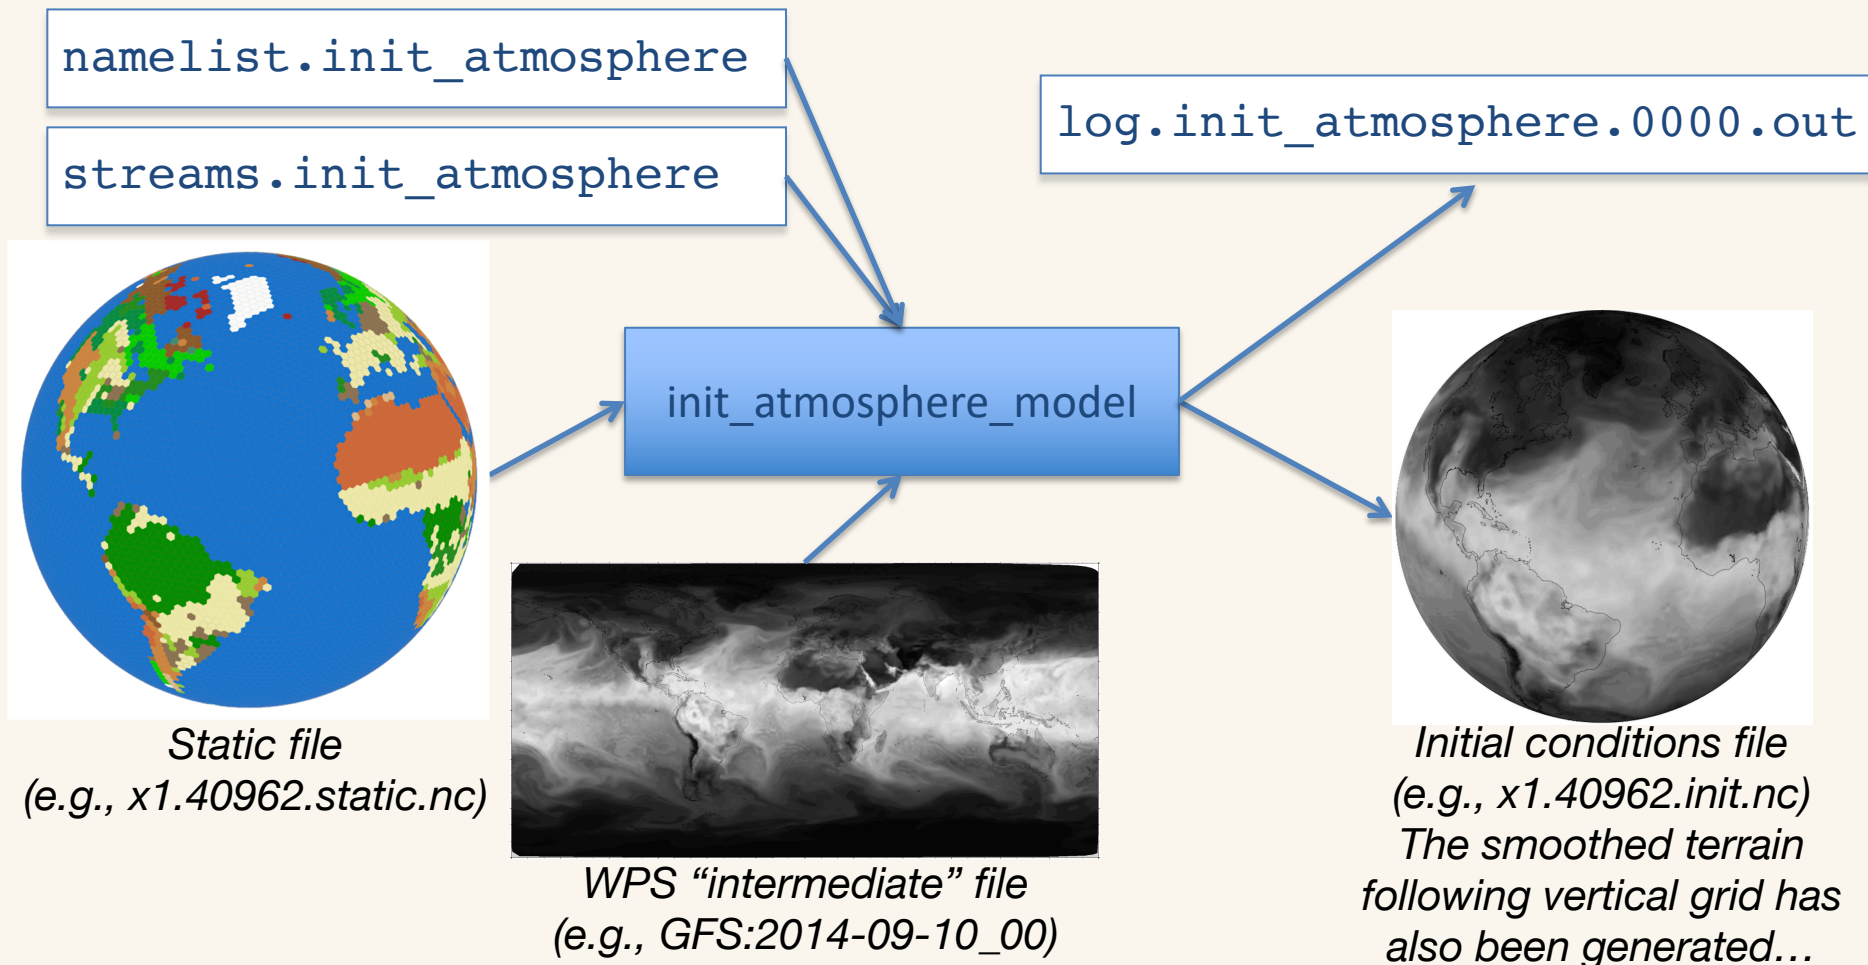 namelist.init_atmosphere
streams.init_atmosphere
log.init_atmosphere.0000.out
init_atmosphere_model
Static file
(e.g., x1.40962.static.nc)
WPS “intermediate” file
(e.g., GFS:2014-09-10_00)
Initial conditions file
(e.g., x1.40962.init.nc)
The smoothed terrain
following vertical grid has
also been generated…